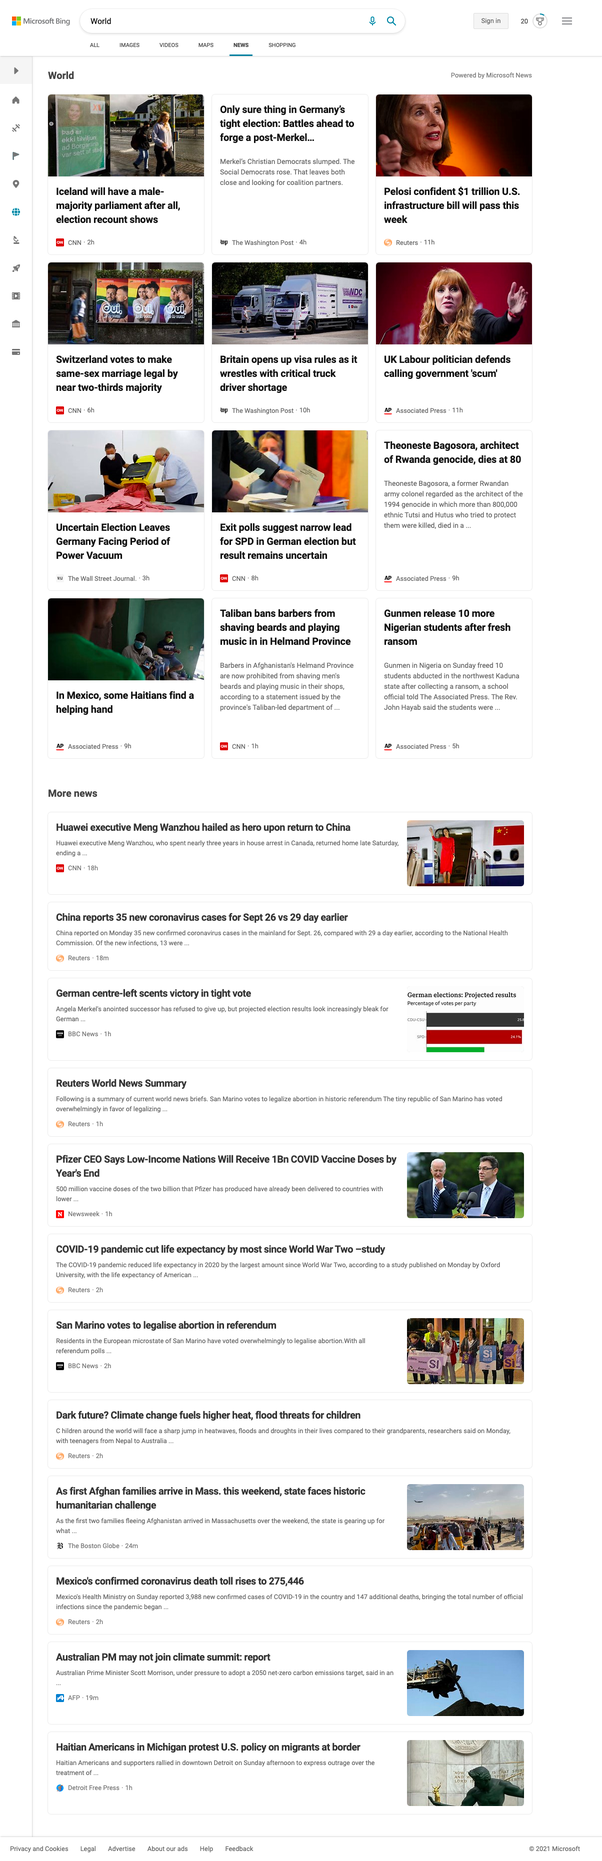 Microsoft Bing
World
Sign in
20
ALL
IMAGES
VIDEOS
MAPS
NEWS
SHOPPING
World
Powered by Microsoft News
Iceland will have a male-
majority parliament after all,
election recount shows
CNN · 2h
Only sure thing in Germany's
tight election: Battles ahead to
forge a post-Merkel...
Merkel's Christian Democrats slumped. The
Social Democrats rose. That leaves both
close and looking for coalition partners.
wp The Washington Post · 4h
Pelosi confident $1 trillion U.S.
infrastructure bill will pass this
week
Reuters · 11h
Oui,
Oui,
Oui,
Switzerland votes to make
same-sex marriage legal by
near two-thirds majority
CNN · 6h
NDC
Britain opens up visa rules as it
wrestles with critical truck
driver shortage
wp The Washington Post · 10h
UK Labour politician defends
calling government 'scum'
AP Associated Press · 11h
Uncertain Election Leaves
Germany Facing Period of
Power Vacuum
WSJ The Wall Street Journal. · 3h
Exit polls suggest narrow lead
for SPD in German election but
result remains uncertain
CNN · 8h
Theoneste Bagosora, architect
of Rwanda genocide, dies at 80
Theoneste Bagosora, a former Rwandan
army colonel regarded as the architect of the
1994 genocide in which more than 800,000
ethnic Tutsi and Hutus who tried to protect
them were killed, died in a ...
AP Associated Press · 9h
In Mexico, some Haitians find a
helping hand
AP Associated Press · 9h
Taliban bans barbers from
shaving beards and playing
music in in Helmand Province
Barbers in Afghanistan's Helmand Province
are now prohibited from shaving men's
beards and playing music in their shops,
according to a statement issued by the
province's Taliban-led department of ...
CNN · 1h
Gunmen release 10 more
Nigerian students after fresh
ransom
Gunmen in Nigeria on Sunday freed 10
students abducted in the northwest Kaduna
state after collecting a ransom, a school
official told The Associated Press. The Rev.
John Hayab said the students were ...
AP Associated Press · 5h
More news
Huawei executive Meng Wanzhou hailed as hero upon return to China
Huawei executive Meng Wanzhou, who spent nearly three years in house arrest in Canada, returned home late Saturday,
ending a ...
CNN · 18h
China reports 35 new coronavirus cases for Sept 26 vs 29 day earlier
China reported on Monday 35 new confirmed coronavirus cases in the mainland for Sept. 26, compared with 29 a day earlier, according to the National Health
Commission. Of the new infections, 13 were ...
Reuters · 18m
German centre-left scents victory in tight vote
Angela Merkel's anointed successor has refused to give up, but projected election results look increasingly bleak for
German ...
BBC News · 1h
German elections: Projected results
Percentage of votes per party
CDU/CSU
SPD
Reuters World News Summary
Following is a summary of current world news briefs. San Marino votes to legalize abortion in historic referendum The tiny republic of San Marino has voted
overwhelmingly in favor of legalizing ...
Reuters · 1h
Pfizer CEO Says Low-Income Nations Will Receive 1Bn COVID Vaccine Doses by
Year's End
500 million vaccine doses of the two billion that Pfizer has produced have already been delivered to countries with
lower ...
N Newsweek · 1h
COVID-19 pandemic cut life expectancy by most since World War Two –study
The COVID-19 pandemic reduced life expectancy in 2020 by the largest amount since World War Two, according to a study published on Monday by Oxford
University, with the life expectancy of American ...
Reuters · 2h
San Marino votes to legalise abortion in referendum
Residents in the European microstate of San Marino have voted overwhelmingly to legalise abortion.With all
referendum polls ...
BBC News · 2h
SI
SI
SI
Dark future? Climate change fuels higher heat, flood threats for children
C hildren around the world will face a sharp jump in heatwaves, floods and droughts in their lives compared to their grandparents, researchers said on Monday,
with teenagers from Nepal to Australia ...
Reuters · 2h
As first Afghan families arrive in Mass. this weekend, state faces historic
humanitarian challenge
As the first two families fleeing Afghanistan arrived in Massachusetts over the weekend, the state is gearing up for
what ...
B The Boston Globe · 24m
Mexico's confirmed coronavirus death toll rises to 275,446
Mexico's Health Ministry on Sunday reported 3,988 new confirmed cases of COVID-19 in the country and 147 additional deaths, bringing the total number of official
infections since the pandemic began ...
Reuters · 2h
Australian PM may not join climate summit: report
Australian Prime Minister Scott Morrison, under pressure to adopt a 2050 net-zero carbon emissions target, said in an
...
AFP · 19m
Haitian Americans in Michigan protest U.S. policy on migrants at border
Haitian Americans and supporters rallied in downtown Detroit on Sunday afternoon to express outrage over the
treatment of ...
Detroit Free Press · 1h
Privacy and Cookies
Legal
Advertise
About our ads
Help
Feedback
© 2021 Microsoft